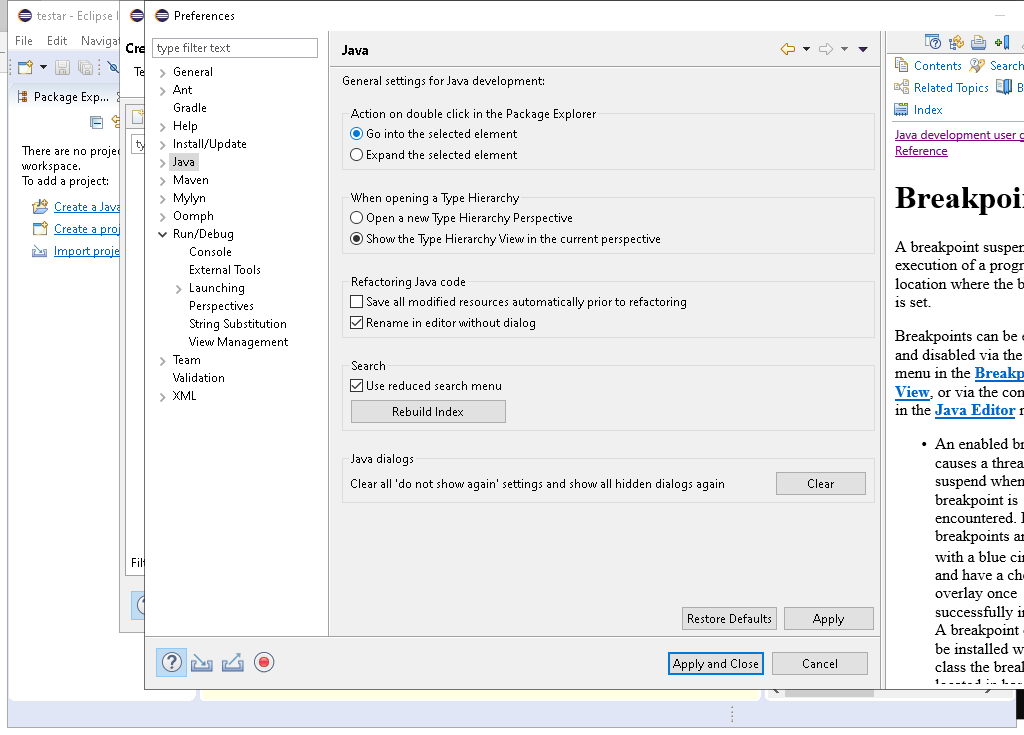 testar - Eclipse I
File Edit Naviga
Package Exp...
There are no proje
workspace.
To add a project:
Create a Java
Create a proj
Import proje
Cre
Te
ty
Filt
Preferences
type filter text
General
Ant
Gradle
Help
Install/Update
Java
Maven
Mylyn
Oomph
Run/Debug
Console
External Tools
Launching
Perspectives
String Substitution
View Management
Team
Validation
XML
Java
General settings for Java development:
Action on double click in the Package Explorer
Go into the selected element
Expand the selected element
When opening a Type Hierarchy
Open a new Type Hierarchy Perspective
Show the Type Hierarchy View in the current perspective
Refactoring Java code
Save all modified resources automatically prior to refactoring
Rename in editor without dialog
Search
Use reduced search menu
Rebuild Index
Java dialogs
Clear all 'do not show again' settings and show all hidden dialogs again
Clear
Restore Defaults Apply
Apply and Close Cancel
Contents Search
Related Topics B
Index
Java development user g
Reference
Breakpoi
A breakpoint suspen
execution of a progr
location where the b
is set.
Breakpoints can be e
and disabled via the
menu in the Breakp
View, or via the con
in the Java Editor r
• An enabled br
causes a threa
suspend when
breakpoint is
encountered. I
breakpoints ar
with a blue cir
and have a che
overlay once
successfully in
A breakpoint
be installed w
class the break